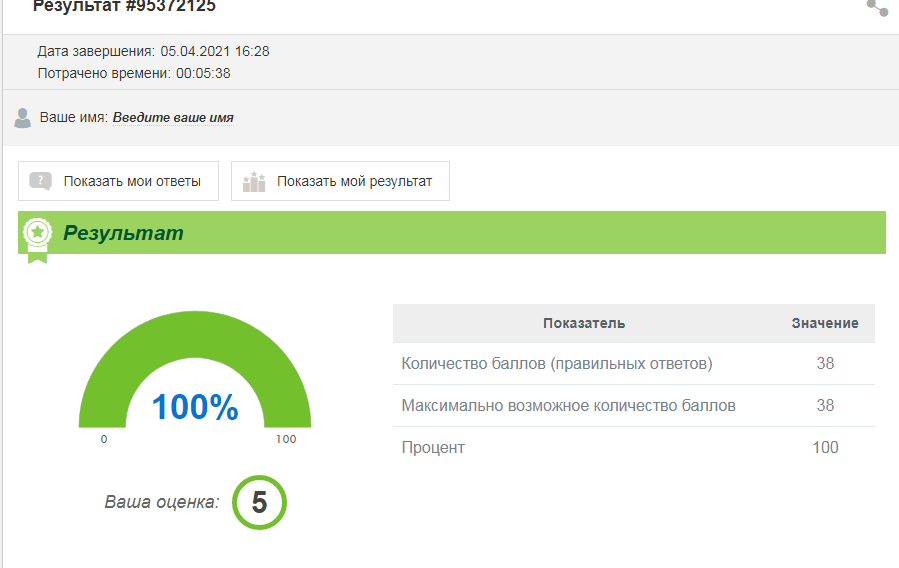 Результат #95372125
Дата завершения: 05.04.2021 16:28
Потрачено времени: 00:05:38
Ваше имя: Введите ваше имя
? Показать мои ответы
Показать мой результат
Результат
100%
0 100
Ваша оценка: 5
Показатель Значение
Количество баллов (правильных ответов) 38
Максимально возможное количество баллов 38
Процент 100